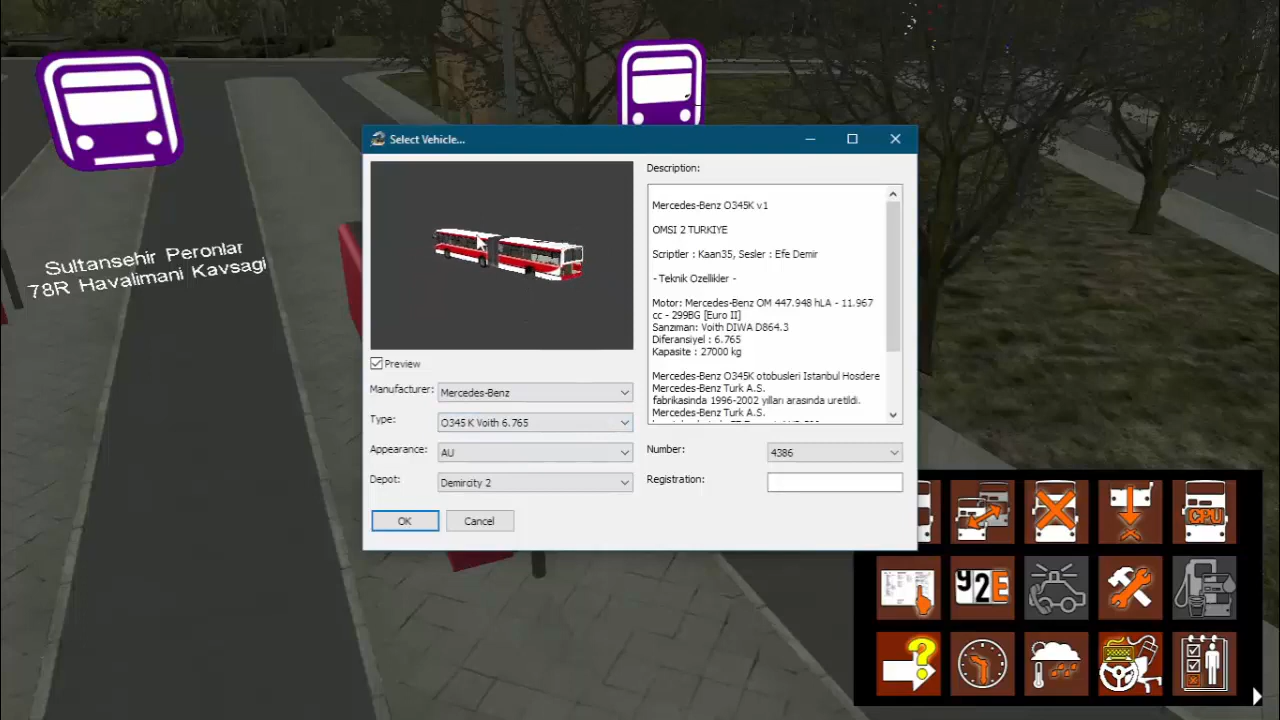 Select Vehicle...
Sultansehir Peronlar
78R Havalimani Kavsagi
Description:
Mercedes-Benz O345K v1
OMSI 2 TURKIYE
Scriptler : Kaan35, Sesler : Efe Demir
- Teknik Ozellikler -
Motor: Mercedes-Benz OM 447.948 hLA - 11.967
cc - 299BG [Euro II]
Sanzıman: Voith DIWA D864.3
Diferansiyel : 6.765
Kapasite : 27000 kg
Mercedes-Benz O345K otobusleri Istanbul Hosdere
Mercedes-Benz Turk A.S.
fabrikasinda 1996-2002 yılları arasında uretildi.
Mercedes-Benz Turk A.S.
Preview
Manufacturer: Mercedes-Benz
Type: O345 K Voith 6.765
Appearance: AU
Number: 4386
Depot: Demircity 2
Registration:
OK
Cancel
CPU
92E
?